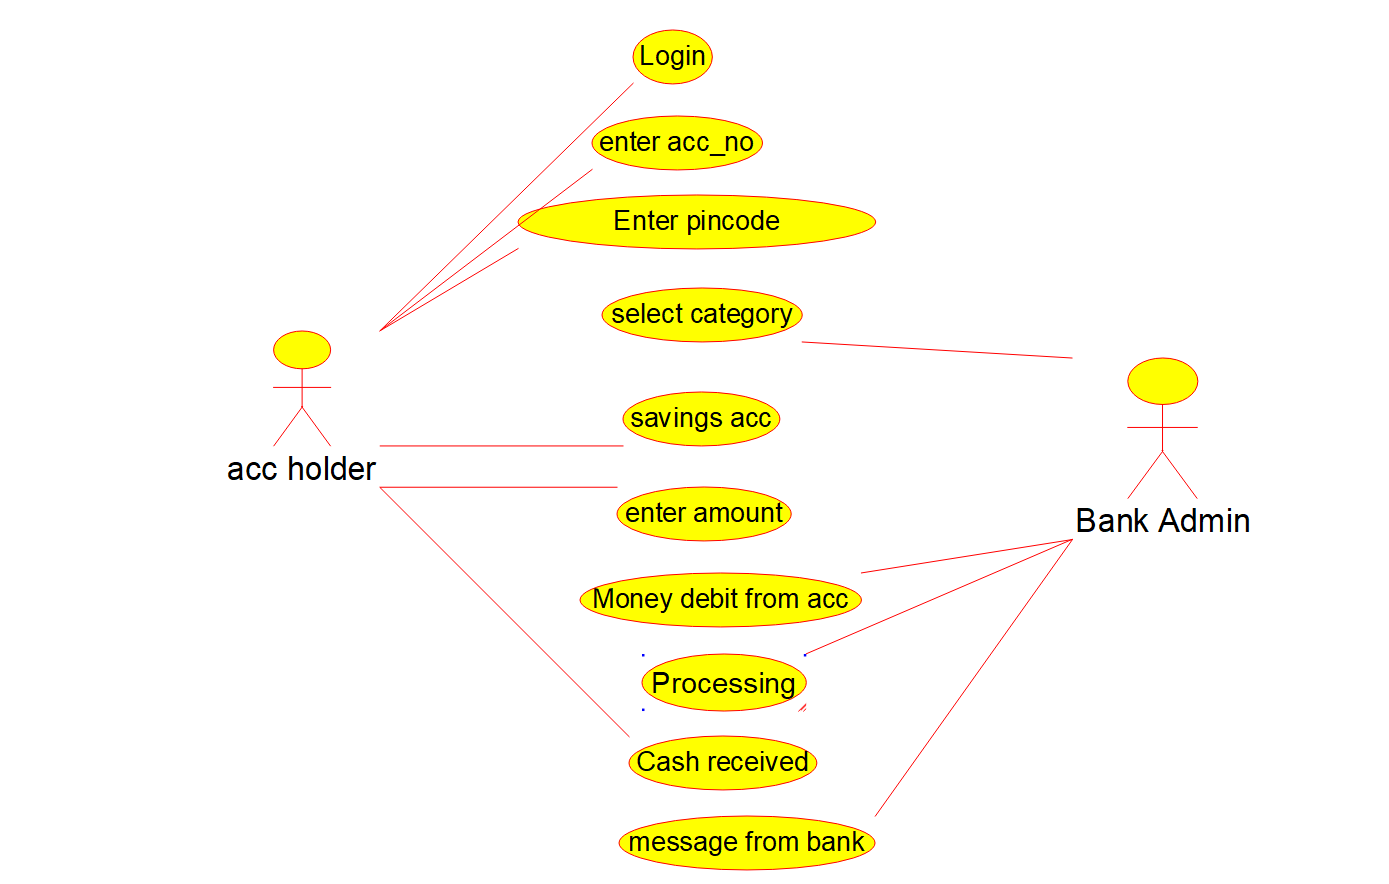 Login
enter acc_no
Enter pincode
select category
savings acc
acc holder
enter amount
Bank Admin
Money debit from acc
Processing
Cash received
message from bank